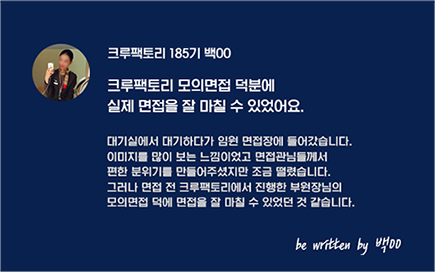 크루팩토리 185기 백00
크루팩토리 모의면접 덕분에
실제 면접을 잘 마칠 수 있었어요.
대기실에서 대기하다가 임원 면접장에 들어갔습니다.
이미지를 많이 보는 느낌이었고 면접관님들께서
편한 분위기를 만들어주셨지만 조금 떨렸습니다.
그러나 면접 전 크루팩토리에서 진행한 부원장님의
모의면접 덕에 면접을 잘 마칠 수 있었던 것 같습니다.
be written by 백00